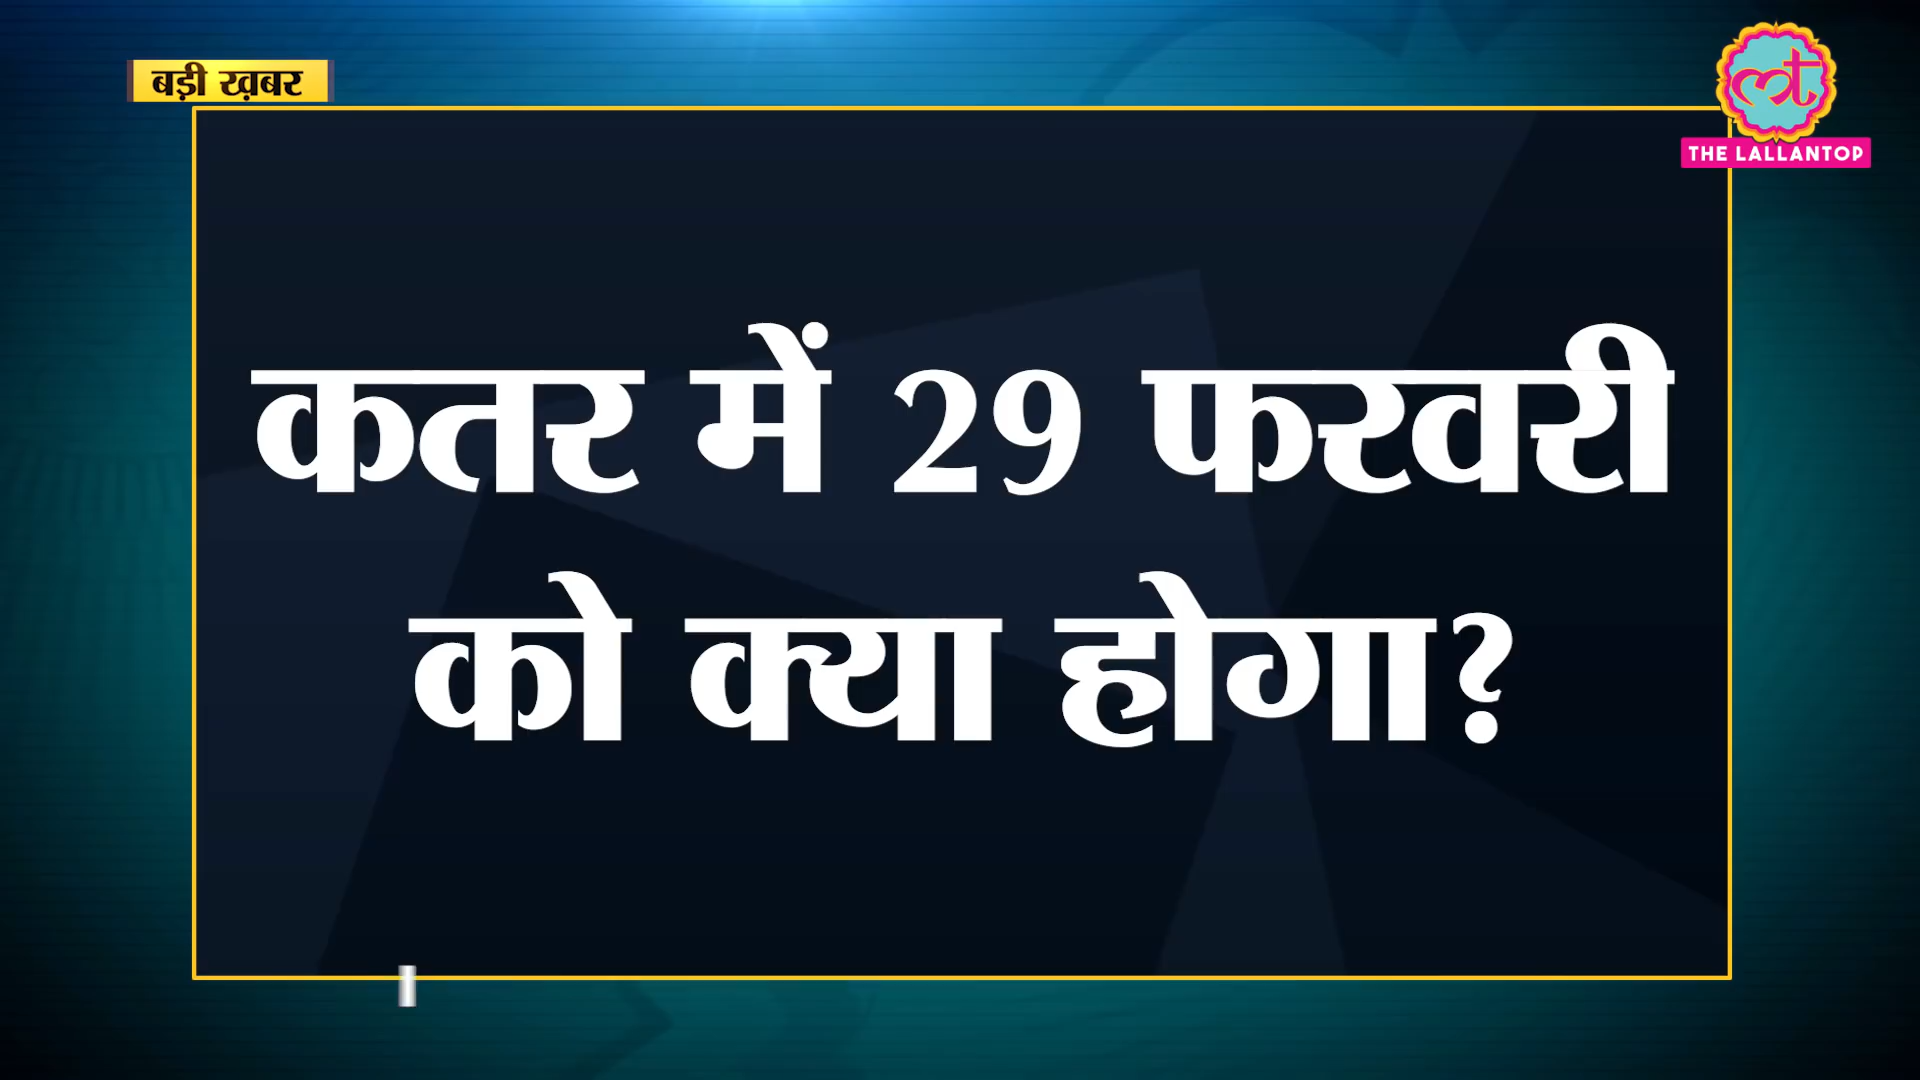 बड़ी ख़बर
THE LALLANTOP
कतर में 29 फरवरी
को क्या होगा?